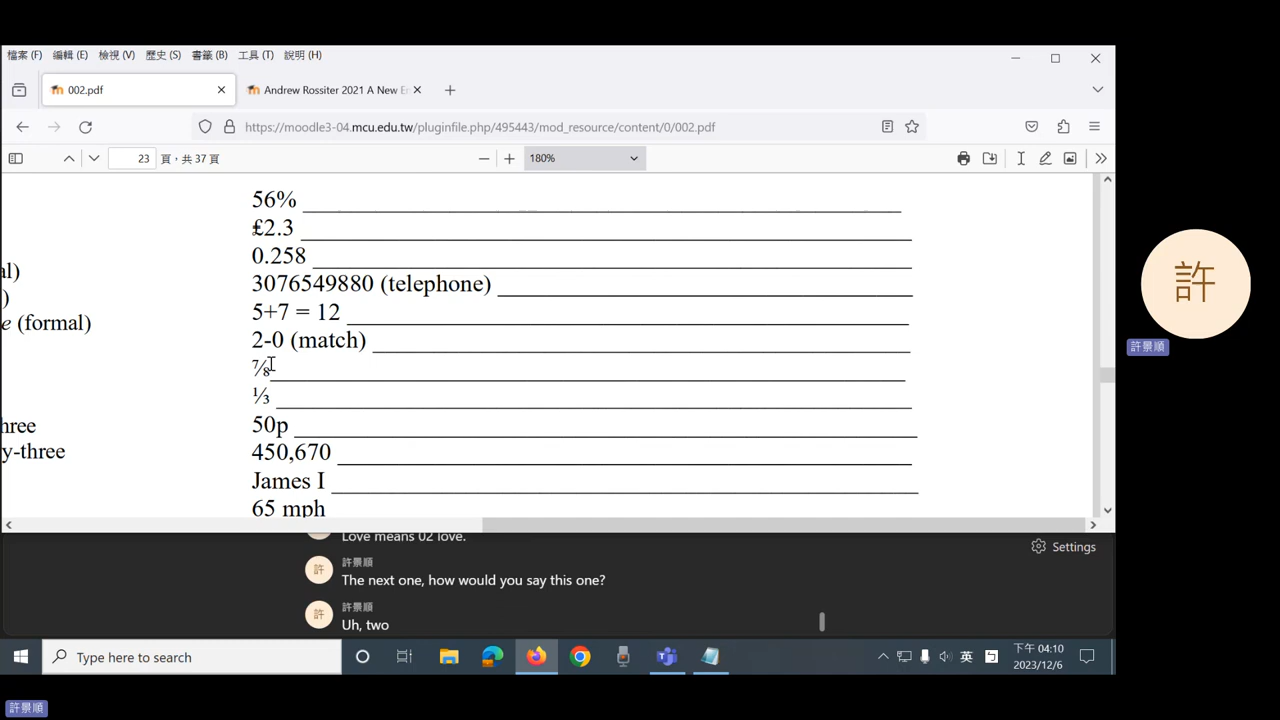 檔案 (F) 編輯 (E) 檢視 (V) 歷史 (S) 書籤 (B) 工具 (T) 說明 (H)
002.pdf
Andrew Rossiter 2021 A New En
https://moodle3-04.mcu.edu.tw/pluginfile.php/495443/mod_resource/content/0/002.pdf
23 頁，共 37 頁
180%
56%
£2.3
0.258
al)
3076549880 (telephone)
)
5+7 = 12
e (formal)
2-0 (match)
⅞
⅓
50p
hree
450,670
y-three
James I
65 mph
許
許景順
Love means 02 love.
Settings
許景順
許
The next one, how would you say this one?
許景順
許
Uh, two
Type here to search
英
下午 04:10
2023/12/6
許景順